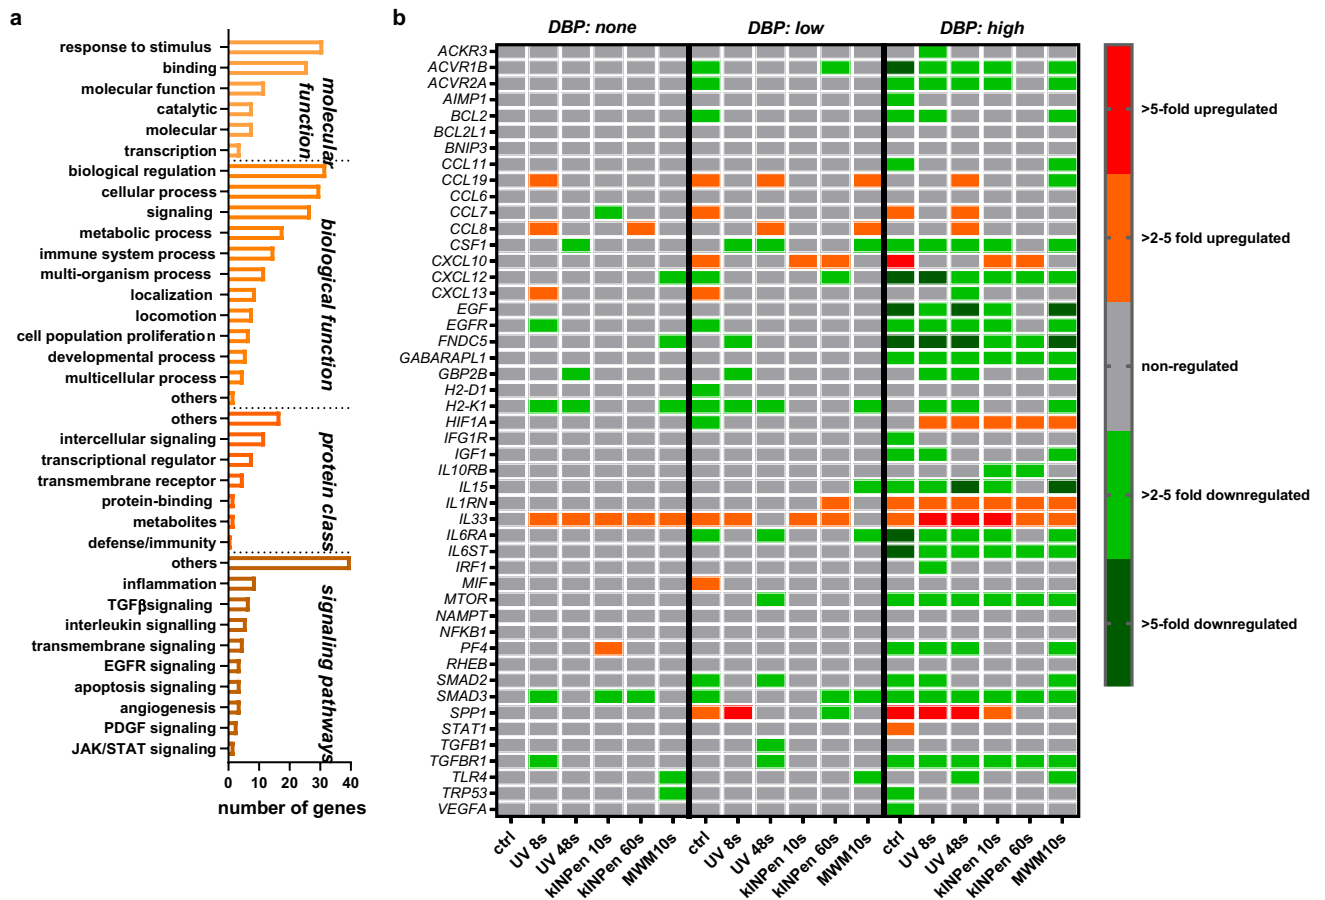 a
response to stimulus
binding
molecular function
catalytic
molecular
transcription
biological regulation
cellular process
signaling
metabolic process
immune system process
multi-organism process
localization
locomotion
cell population proliferation
developmental process
multicellular process
others
others
intercellular signaling
transcriptional regulator
transmembrane receptor
protein-binding
metabolites
defense/immunity
others
inflammation
TGFβsignaling
interleukin signalling
transmembrane signaling
EGFR signaling
apoptosis signaling
angiogenesis
PDGF signaling
JAK/STAT signaling
molecular
function
biological function
protein class
signaling pathways
0 10 20 30 40
number of genes
b
DBP: none DBP: low DBP: high
ACKR3
ACVR1B
ACVR2A
AIMP1
BCL2
BCL2L1
BNIP3
CCL11
CCL19
CCL6
CCL7
CCL8
CSF1
CXCL10
CXCL12
CXCL13
EGF
EGFR
FNDC5
GABARAPL1
GBP2B
H2-D1
H2-K1
HIF1A
IFG1R
IGF1
IL10RB
IL15
IL1RN
IL33
IL6RA
IL6ST
IRF1
MIF
MTOR
NAMPT
NFKB1
PF4
RHEB
SMAD2
SMAD3
SPP1
STAT1
TGFB1
TGFBR1
TLR4
TRP53
VEGFA
ctrl UV 8s UV 48s kINPen 10s kINPen 60s MWM10s ctrl UV 8s UV 48s kINPen 10s kINPen 60s MWM10s ctrl UV 8s UV 48s kINPen 10s kINPen 60s MWM10s
>5-fold upregulated
>2-5 fold upregulated
non-regulated
>2-5 fold downregulated
>5-fold downregulated